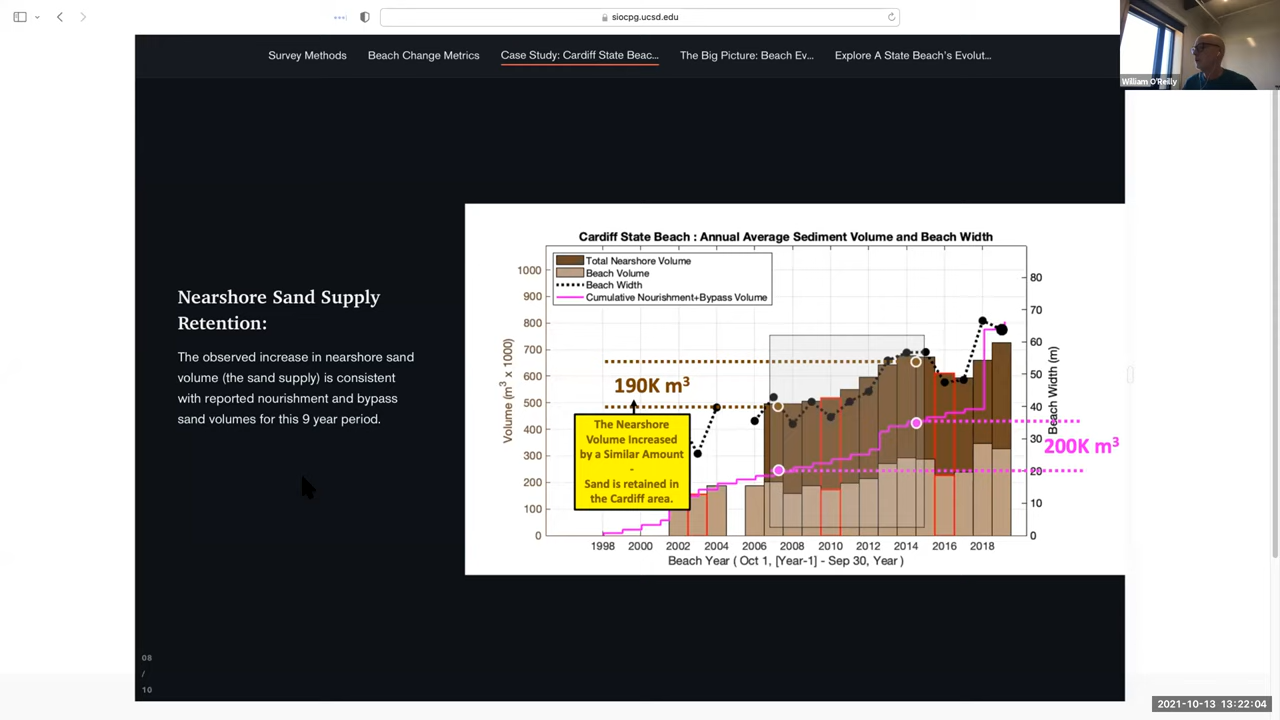 siocpg.ucsd.edu
William O'Reilly
Survey Methods
Beach Change Metrics
Case Study: Cardiff State Beac...
The Big Picture: Beach Ev...
Explore A State Beach's Evolut...
Nearshore Sand Supply
Retention:
The observed increase in nearshore sand
volume (the sand supply) is consistent
with reported nourishment and bypass
sand volumes for this 9 year period.
Cardiff State Beach : Annual Average Sediment Volume and Beach Width
Total Nearshore Volume
Beach Volume
Beach Width
Cumulative Nourishment+Bypass Volume
Volume (m³ x 1000)
1000
900
800
700
600
500
400
300
200
100
0
190K m³
The Nearshore
Volume Increased
by a Similar Amount
-
Sand is retained in
the Cardiff area.
80
70
60
50
40
30
20
10
0
Beach Width (m)
200K m³
1998 2000 2002 2004 2006 2008 2010 2012 2014 2016 2018
Beach Year ( Oct 1, [Year-1] - Sep 30, Year )
08
/
10
2021-10-13 13:22:04